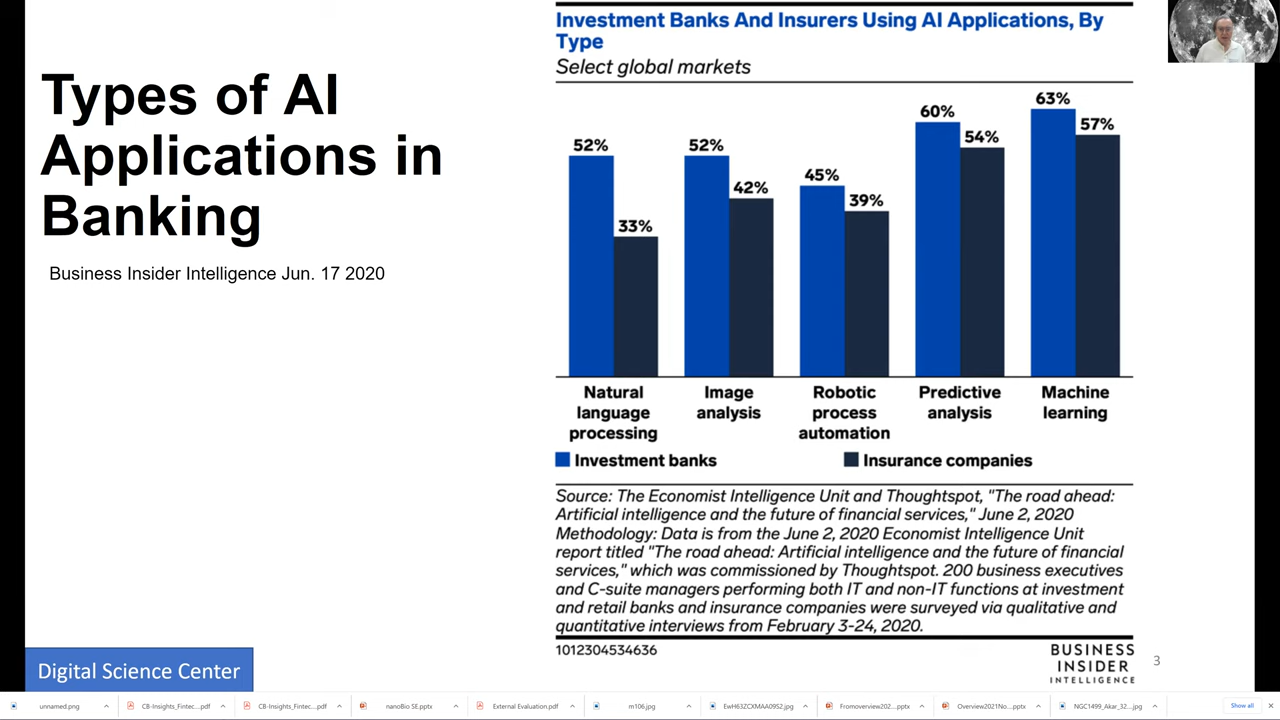 Types of AI
Applications in
Banking
Business Insider Intelligence Jun. 17 2020
Investment Banks And Insurers Using AI Applications, By
Type
Select global markets
52% 33%
52% 42%
45% 39%
60% 54%
63% 57%
Natural
language
processing
Image
analysis
Robotic
process
automation
Predictive
analysis
Machine
learning
Investment banks
Insurance companies
Source: The Economist Intelligence Unit and Thoughtspot, "The road ahead:
Artificial intelligence and the future of financial services," June 2, 2020
Methodology: Data is from the June 2, 2020 Economist Intelligence Unit
report titled "The road ahead: Artificial intelligence and the future of financial
services," which was commissioned by Thoughtspot. 200 business executives
and C-suite managers performing both IT and non-IT functions at investment
and retail banks and insurance companies were surveyed via qualitative and
quantitative interviews from February 3-24, 2020.
1012304534636
BUSINESS
INSIDER
INTELLIGENCE
3
Digital Science Center
unnamed.png
CB-Insights_Fintec....pdf
CB-Insights_Fintec....pdf
nanoBio SE.pptx
External Evaluation.pdf
m106.jpg
EwH63ZCXMAA09S2.jpg
Fromoverview202....pptx
Overview2021No....pptx
NGC1499_Akar_32....jpg
Show all